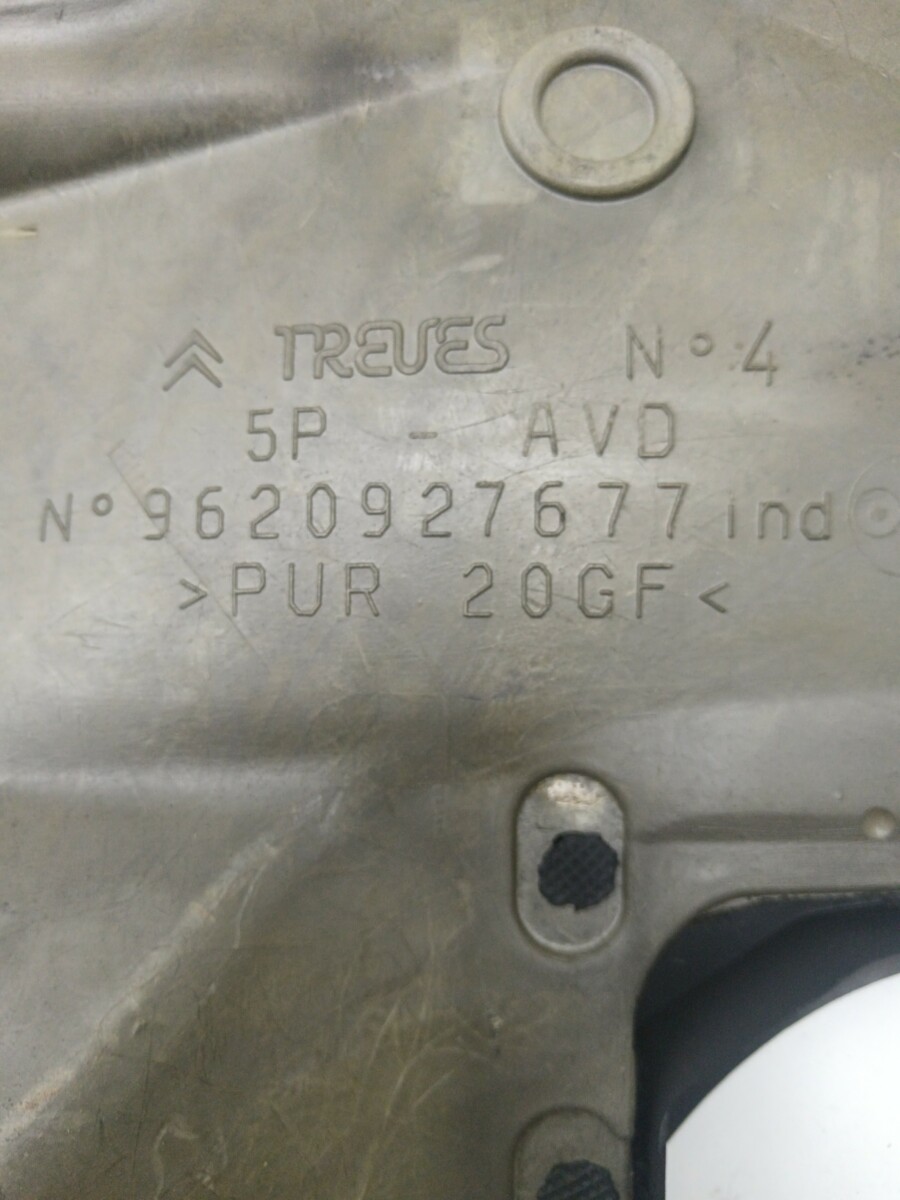 TREVES N° 4
5P - AVD
N° 9620927677 ind
>PUR 20GF<